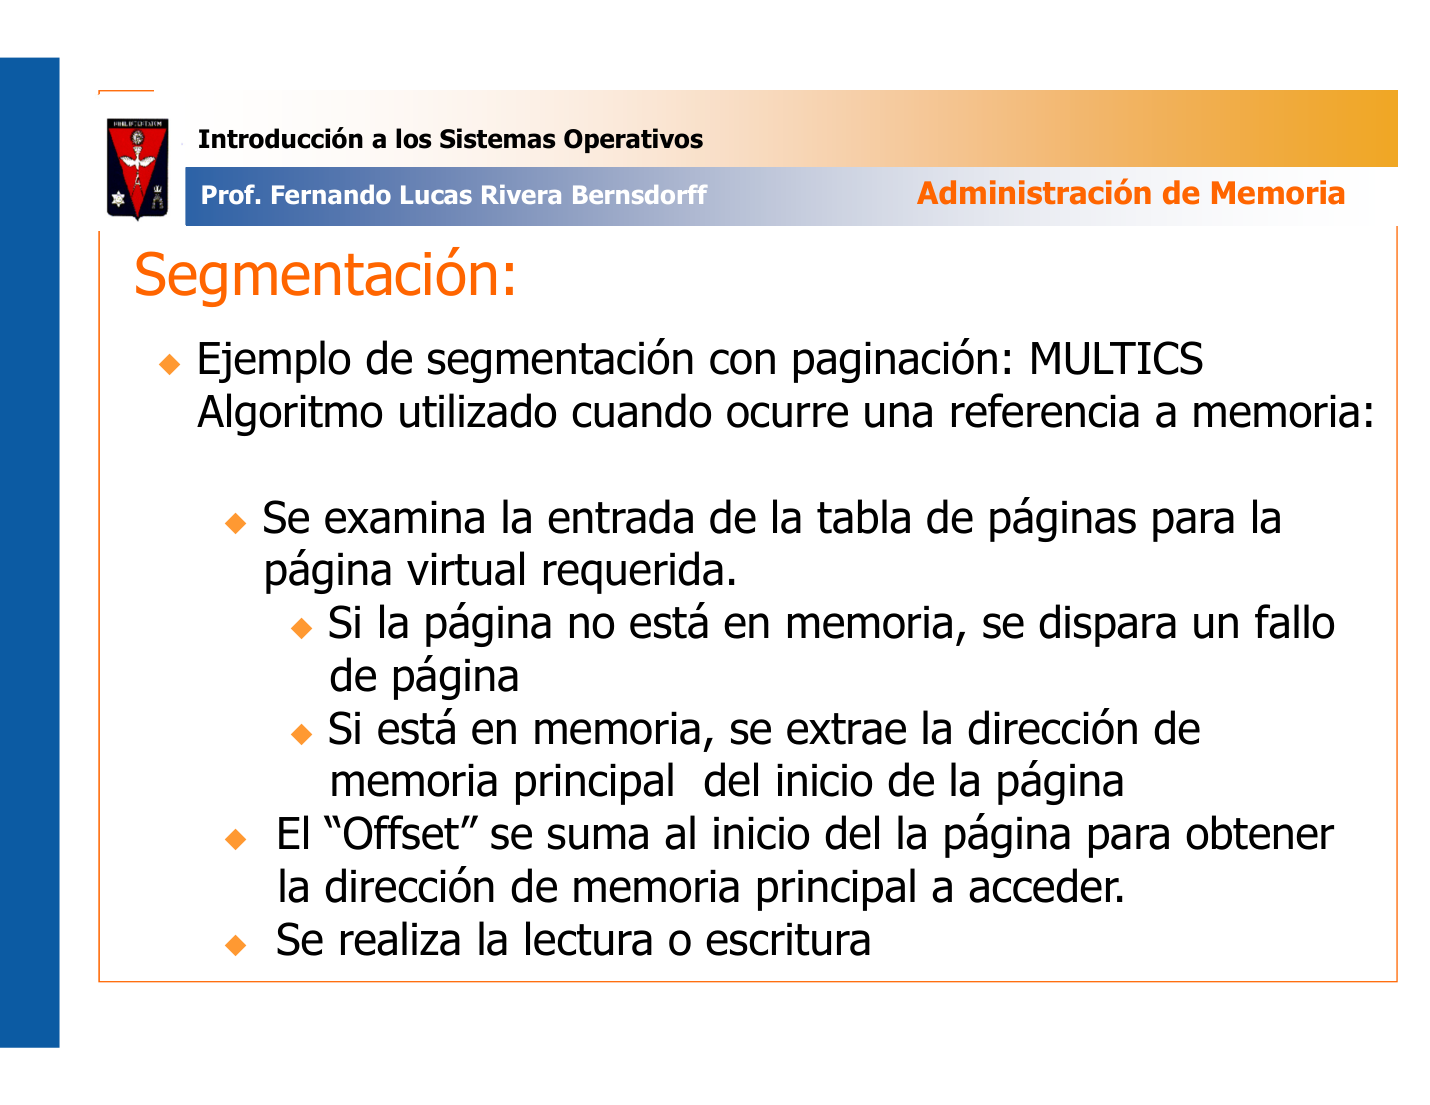 Introducción a los Sistemas Operativos
Prof. Fernando Lucas Rivera Bernsdorff
Administración de Memoria
Segmentación:
Ejemplo de segmentación con paginación: MULTICS
Algoritmo utilizado cuando ocurre una referencia a memoria:
Se examina la entrada de la tabla de páginas para la
página virtual requerida.
Si la página no está en memoria, se dispara un fallo
de página
Si está en memoria, se extrae la dirección de
memoria principal  del inicio de la página
El “Offset” se suma al inicio del la página para obtener
la dirección de memoria principal a acceder.
Se realiza la lectura o escritura